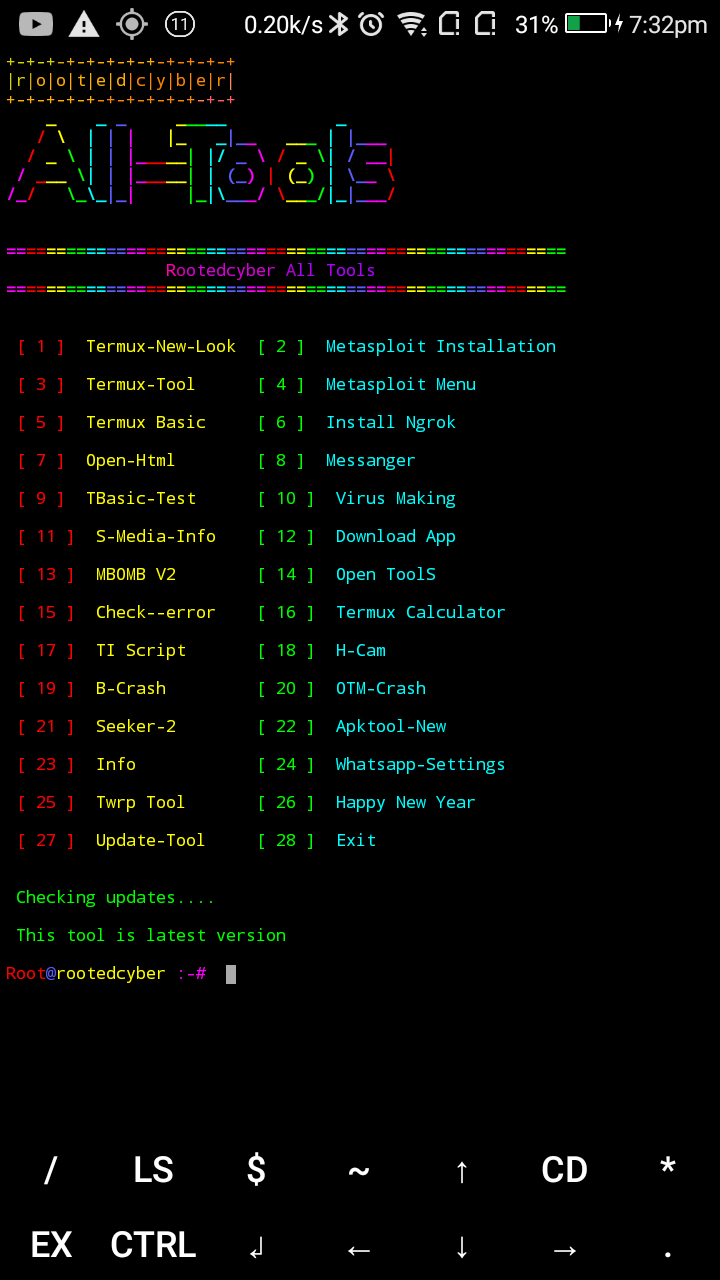 11 0.20k/s 31% 7:32pm
+-+-+-+-+-+-+-+-+-+-+-+
|r|o|o|t|e|d|c|y|b|e|r|
+-+-+-+-+-+-+-+-+-+-+-+
All-Tools
========================================================
Rootedcyber All Tools
========================================================
[ 1 ] Termux-New-Look [ 2 ] Metasploit Installation
[ 3 ] Termux-Tool [ 4 ] Metasploit Menu
[ 5 ] Termux Basic [ 6 ] Install Ngrok
[ 7 ] Open-Html [ 8 ] Messanger
[ 9 ] TBasic-Test [ 10 ] Virus Making
[ 11 ] S-Media-Info [ 12 ] Download App
[ 13 ] MBOMB V2 [ 14 ] Open ToolS
[ 15 ] Check--error [ 16 ] Termux Calculator
[ 17 ] TI Script [ 18 ] H-Cam
[ 19 ] B-Crash [ 20 ] OTM-Crash
[ 21 ] Seeker-2 [ 22 ] Apktool-New
[ 23 ] Info [ 24 ] Whatsapp-Settings
[ 25 ] Twrp Tool [ 26 ] Happy New Year
[ 27 ] Update-Tool [ 28 ] Exit
Checking updates....
This tool is latest version
Root@rootedcyber :-#
/ LS $ ~ ↑ CD *
EX CTRL ↲ ← ↓ → .